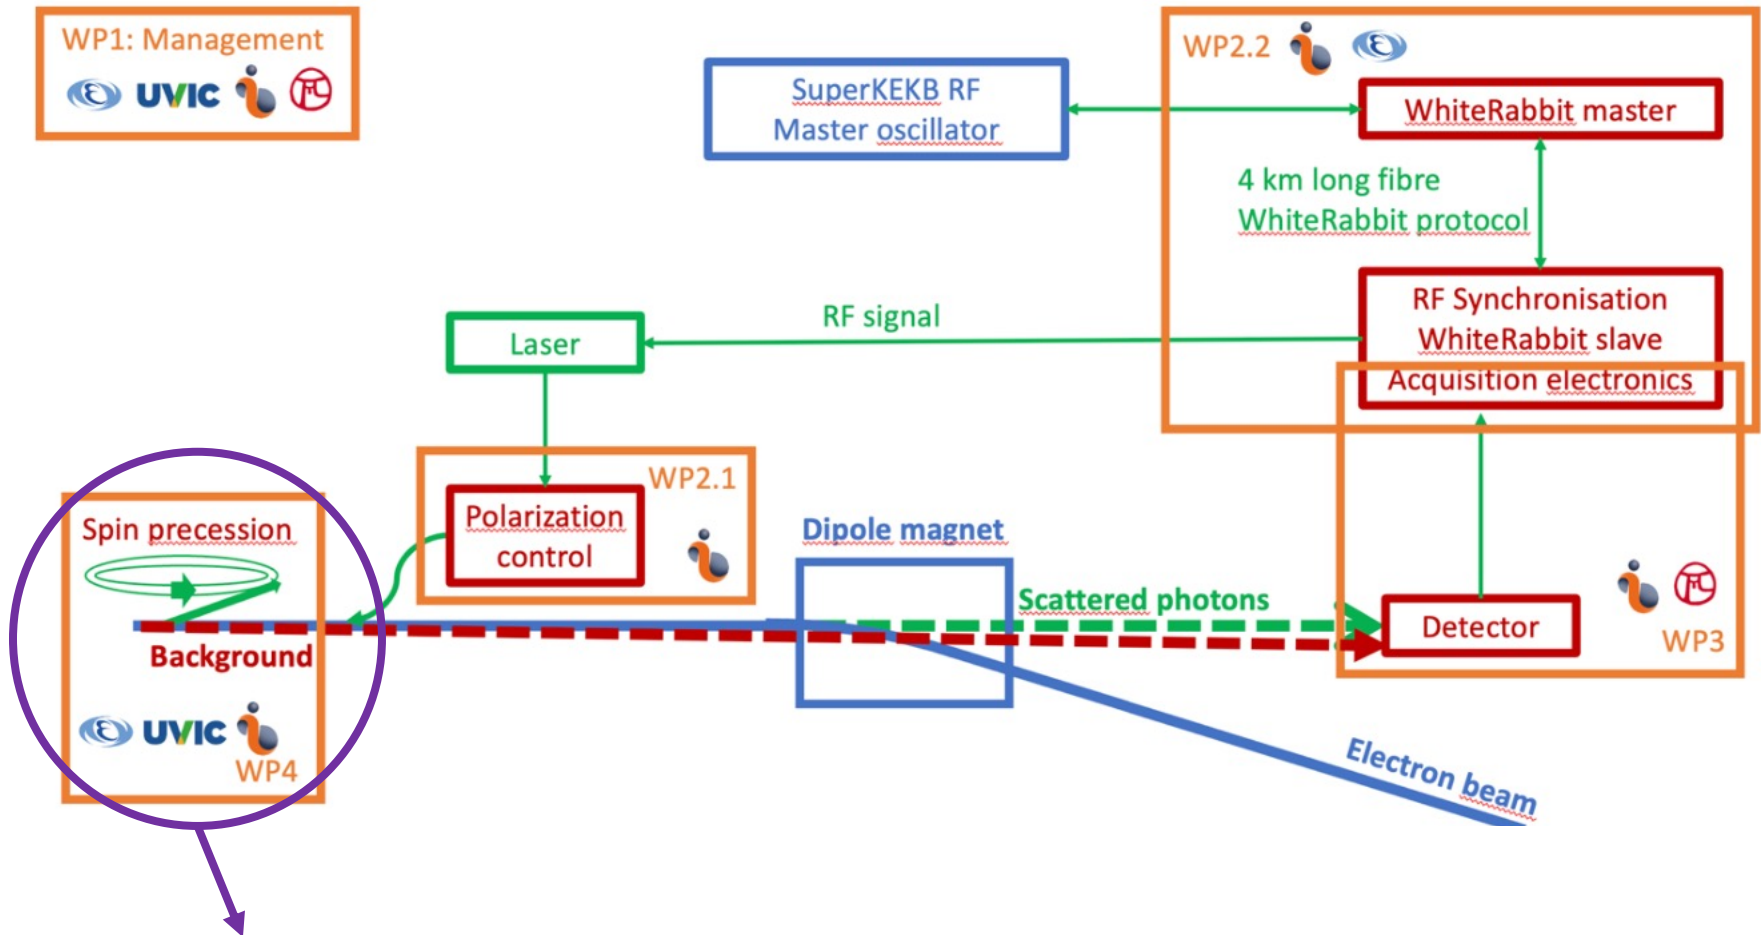 WP1: Management
UVIC
SuperKEKB RF
Master oscillator
WP2.2
WhiteRabbit master
4 km long fibre
WhiteRabbit protocol
RF Synchronisation
WhiteRabbit slave
Acquisition electronics
RF signal
Laser
WP2.1
Polarization
control
Spin precession
Background
UVIC
WP4
Dipole magnet
Scattered photons
Detector
WP3
Electron beam